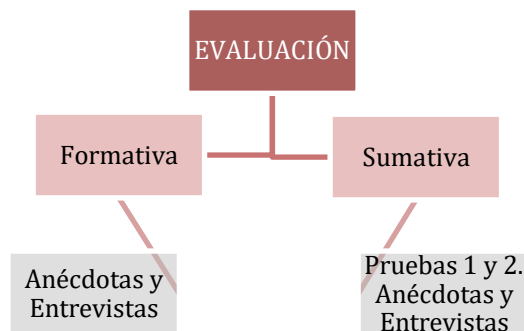 EVALUACIÓN
Formativa
Sumativa
Anécdotas y
Entrevistas
Pruebas 1 y 2.
Anécdotas y
Entrevistas